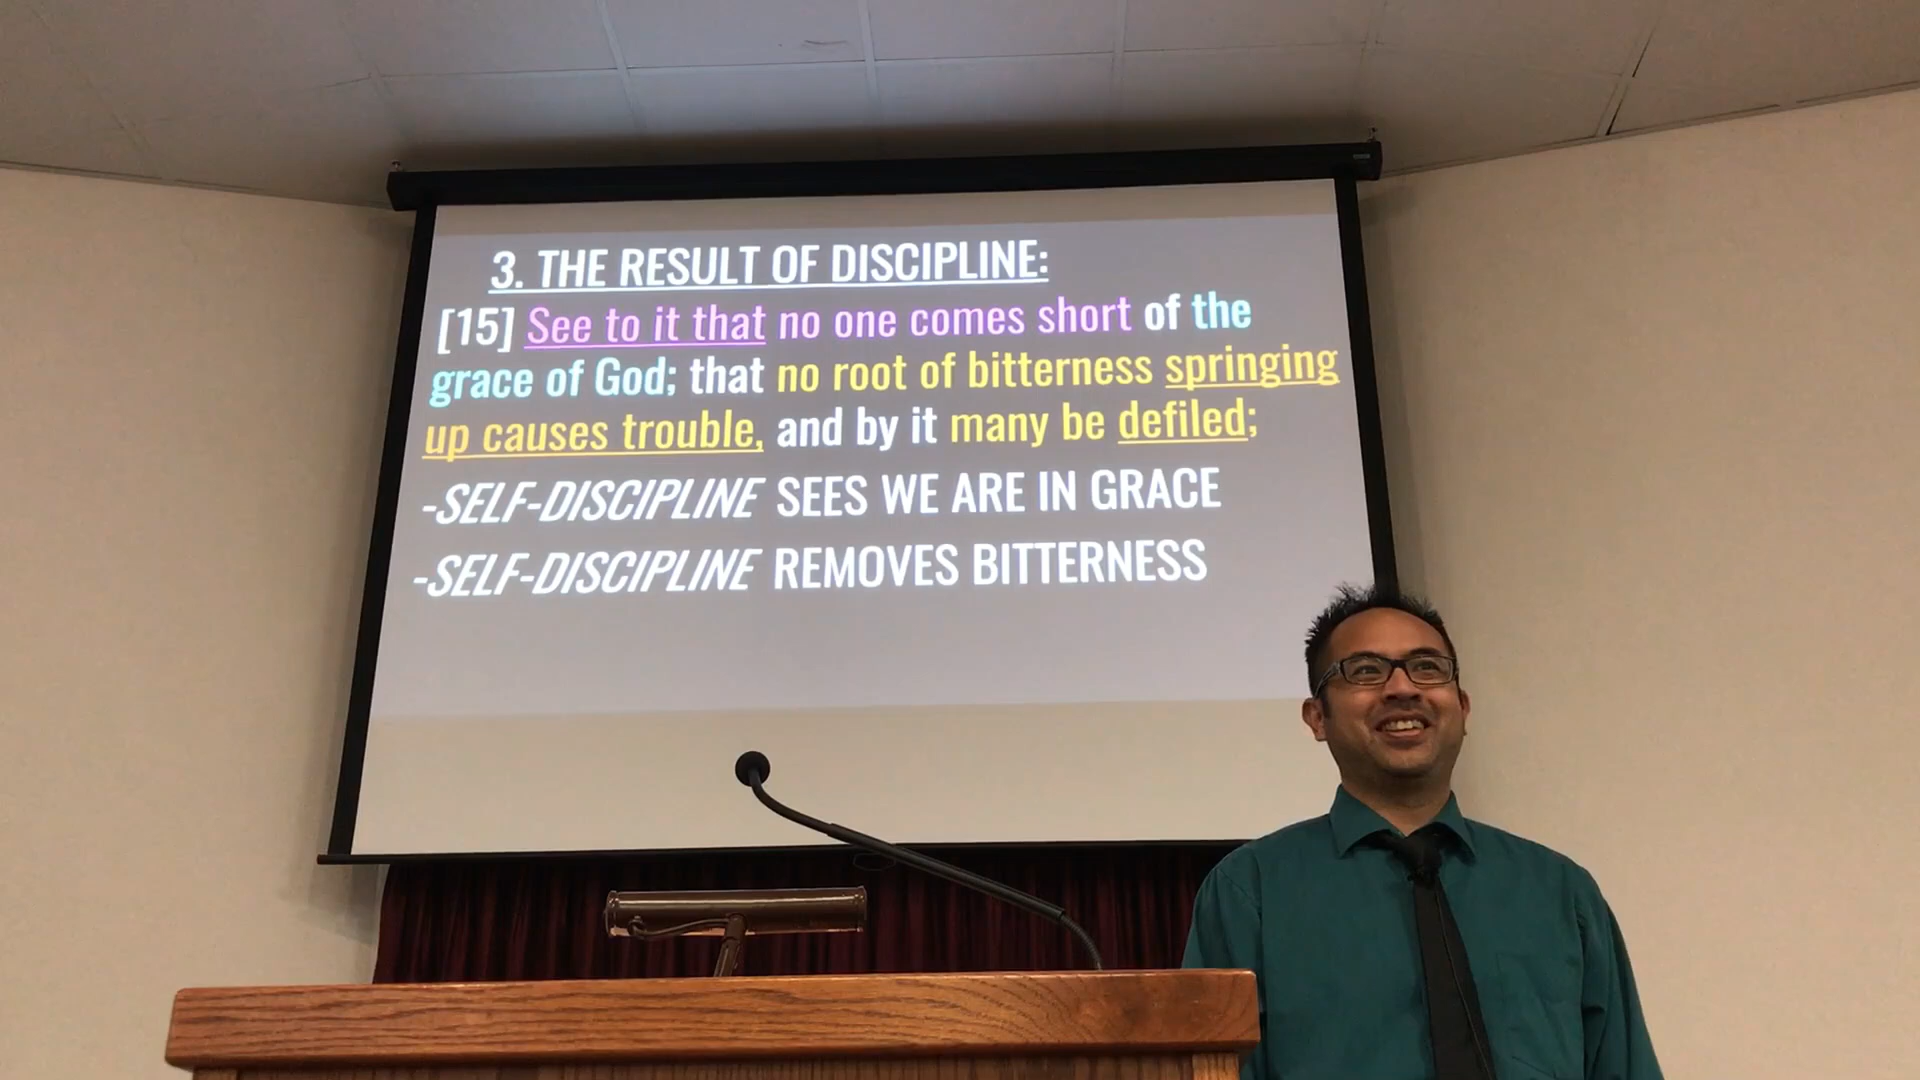 3. THE RESULT OF DISCIPLINE:
[15] See to it that no one comes short of the
grace of God; that no root of bitterness springing
up causes trouble, and by it many be defiled;
-SELF-DISCIPLINE SEES WE ARE IN GRACE
-SELF-DISCIPLINE REMOVES BITTERNESS